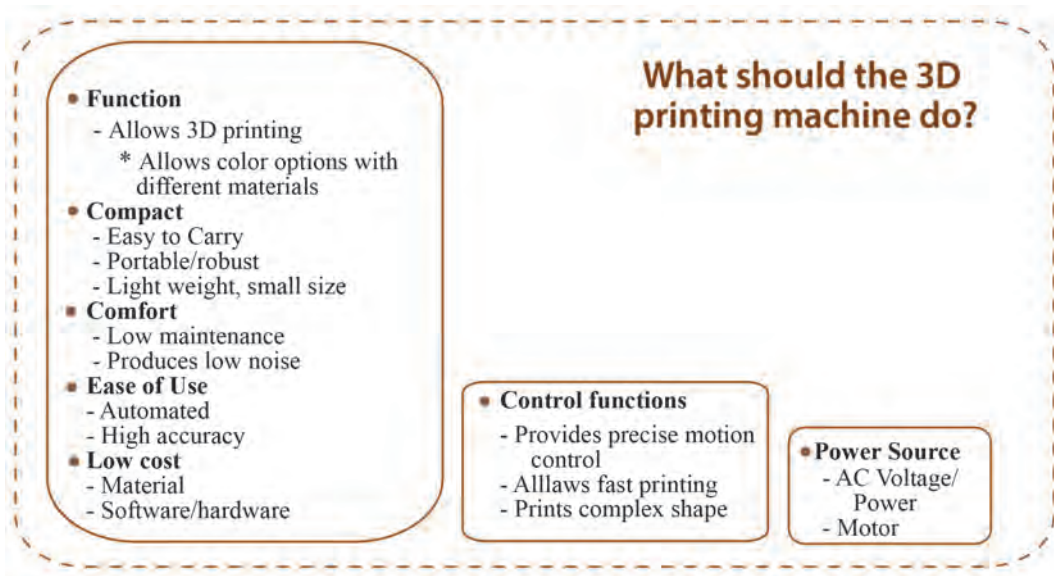 What should the 3D
printing machine do?
• Function
- Allows 3D printing
* Allows color options with
different materials
• Compact
- Easy to Carry
- Portable/robust
- Light weight, small size
▪ Comfort
- Low maintenance
- Produces low noise
• Ease of Use
- Automated
- High accuracy
• Low cost
- Material
- Software/hardware
• Control functions
- Provides precise motion
control
- Alllaws fast printing
- Prints complex shape
• Power Source
- AC Voltage/
Power
- Motor